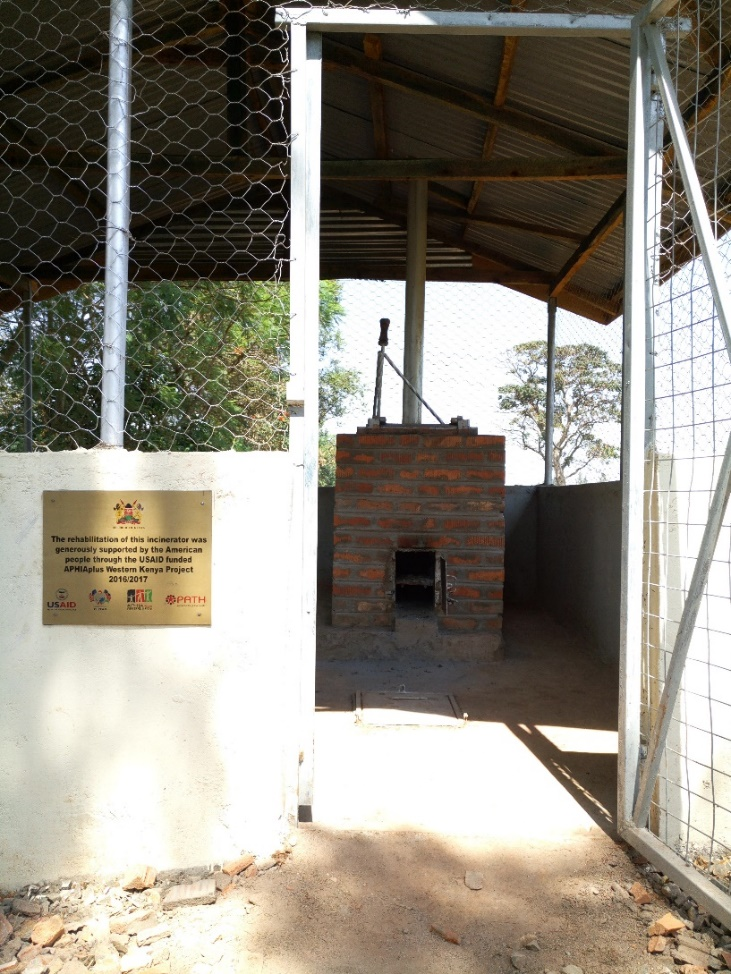 The rehabilitation of this incinerator was
generously supported by the American
people through the USAID funded
APHIAplus Western Kenya Project
2016/2017
USAID
PATH